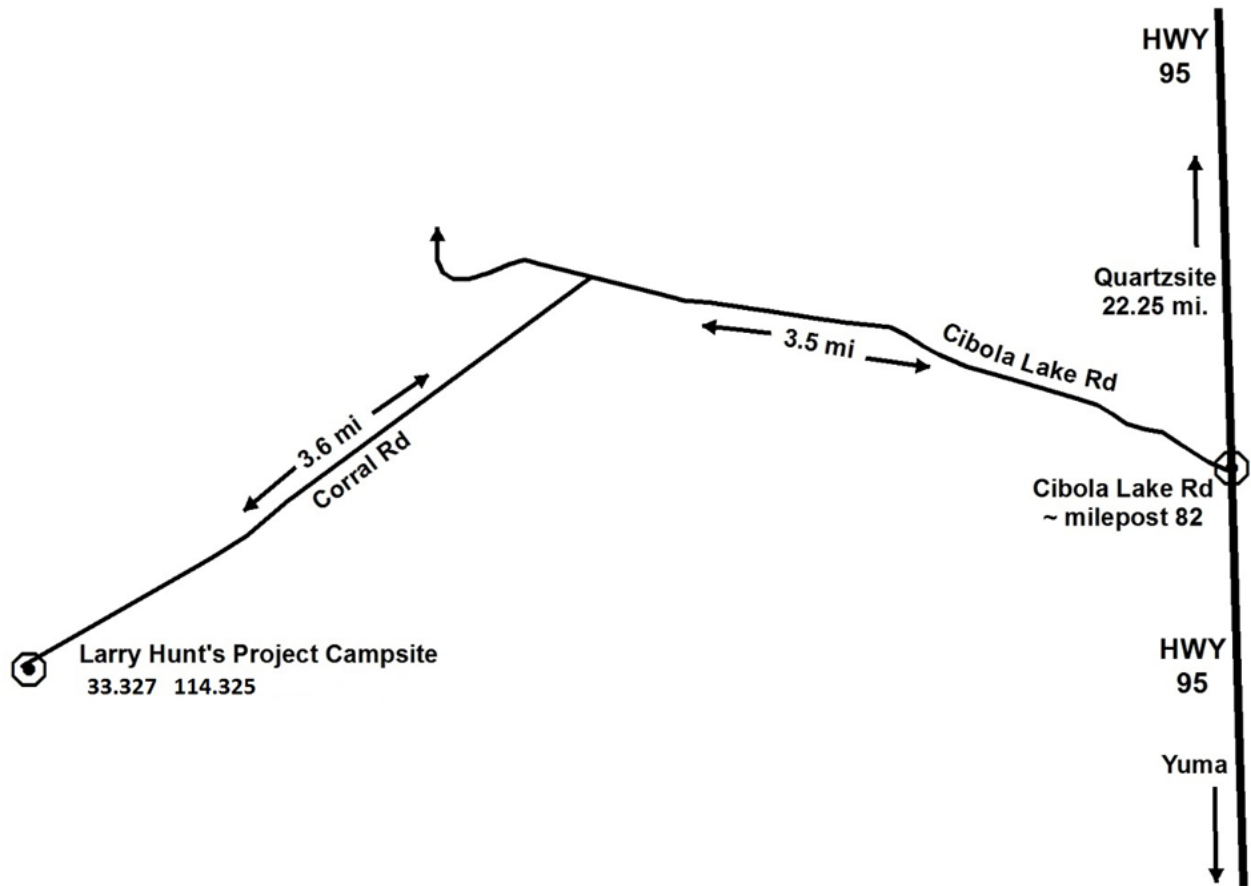 HWY
95
Quartzsite
22.25 mi.
Cibola Lake Rd
3.5 mi
3.6 mi
Corral Rd
Cibola Lake Rd
~ milepost 82
Larry Hunt's Project Campsite
33.327 114.325
HWY
95
Yuma